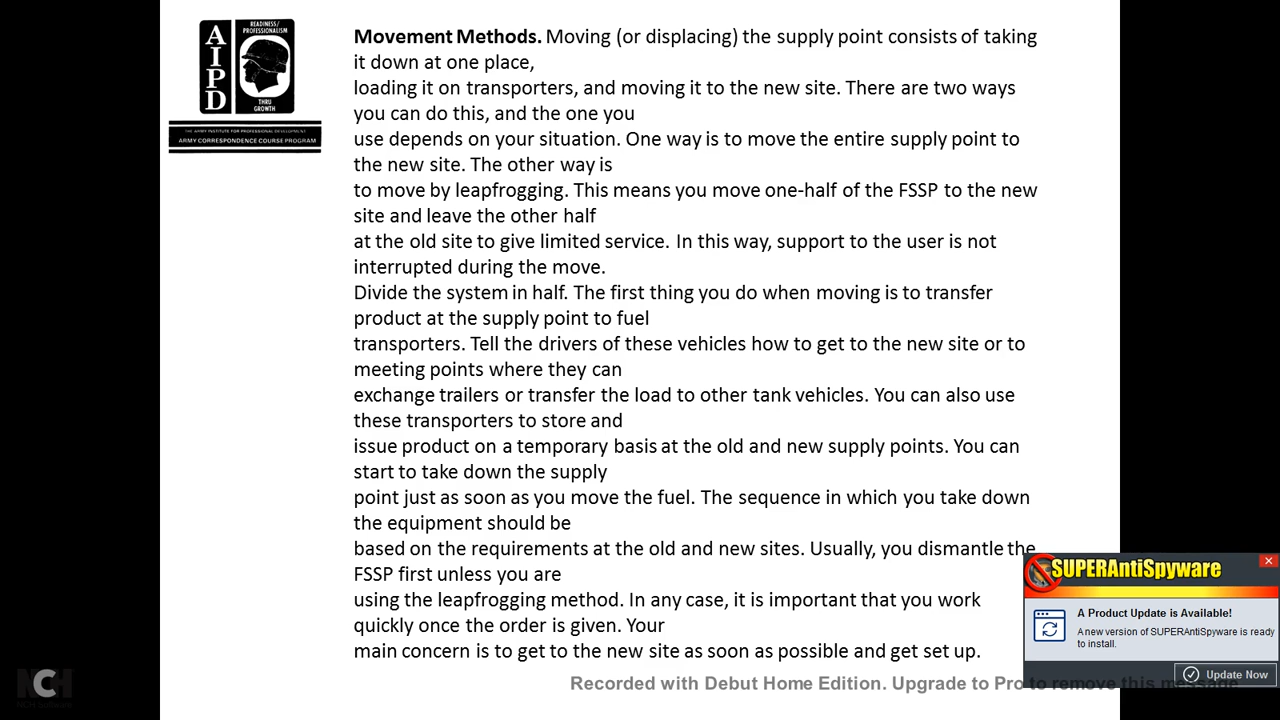 READINESS/
PROFESSIONALISM
AIPD
THRU
GROWTH
THE ARMY INSTITUTE FOR PROFESSIONAL DEVELOPMENT
ARMY CORRESPONDENCE COURSE PROGRAM
Movement Methods. Moving (or displacing) the supply point consists of taking
it down at one place,
loading it on transporters, and moving it to the new site. There are two ways
you can do this, and the one you
use depends on your situation. One way is to move the entire supply point to
the new site. The other way is
to move by leapfrogging. This means you move one-half of the FSSP to the new
site and leave the other half
at the old site to give limited service. In this way, support to the user is not
interrupted during the move.
Divide the system in half. The first thing you do when moving is to transfer
product at the supply point to fuel
transporters. Tell the drivers of these vehicles how to get to the new site or to
meeting points where they can
exchange trailers or transfer the load to other tank vehicles. You can also use
these transporters to store and
issue product on a temporary basis at the old and new supply points. You can
start to take down the supply
point just as soon as you move the fuel. The sequence in which you take down
the equipment should be
based on the requirements at the old and new sites. Usually, you dismantle the
FSSP first unless you are
using the leapfrogging method. In any case, it is important that you work
quickly once the order is given. Your
main concern is to get to the new site as soon as possible and get set up.
SUPERAntiSpyware
A Product Update is Available!
A new version of SUPERAntiSpyware is ready
to install.
Update Now
NCH
NCH Software
Recorded with Debut Home Edition. Upgrade to Pro to remove this message